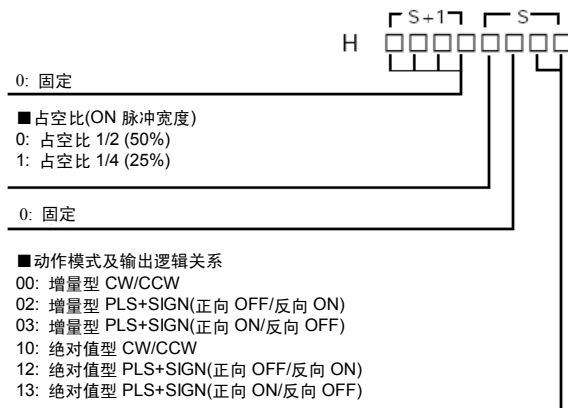 S+1 S
H □□□□□□□□
0: 固定
■占空比(ON 脉冲宽度)
0: 占空比 1/2 (50%)
1: 占空比 1/4 (25%)
0: 固定
■动作模式及输出逻辑关系
00: 增量型 CW/CCW
02: 增量型 PLS+SIGN(正向 OFF/反向 ON)
03: 增量型 PLS+SIGN(正向 ON/反向 OFF)
10: 绝对值型 CW/CCW
12: 绝对值型 PLS+SIGN(正向 OFF/反向 ON)
13: 绝对值型 PLS+SIGN(正向 ON/反向 OFF)